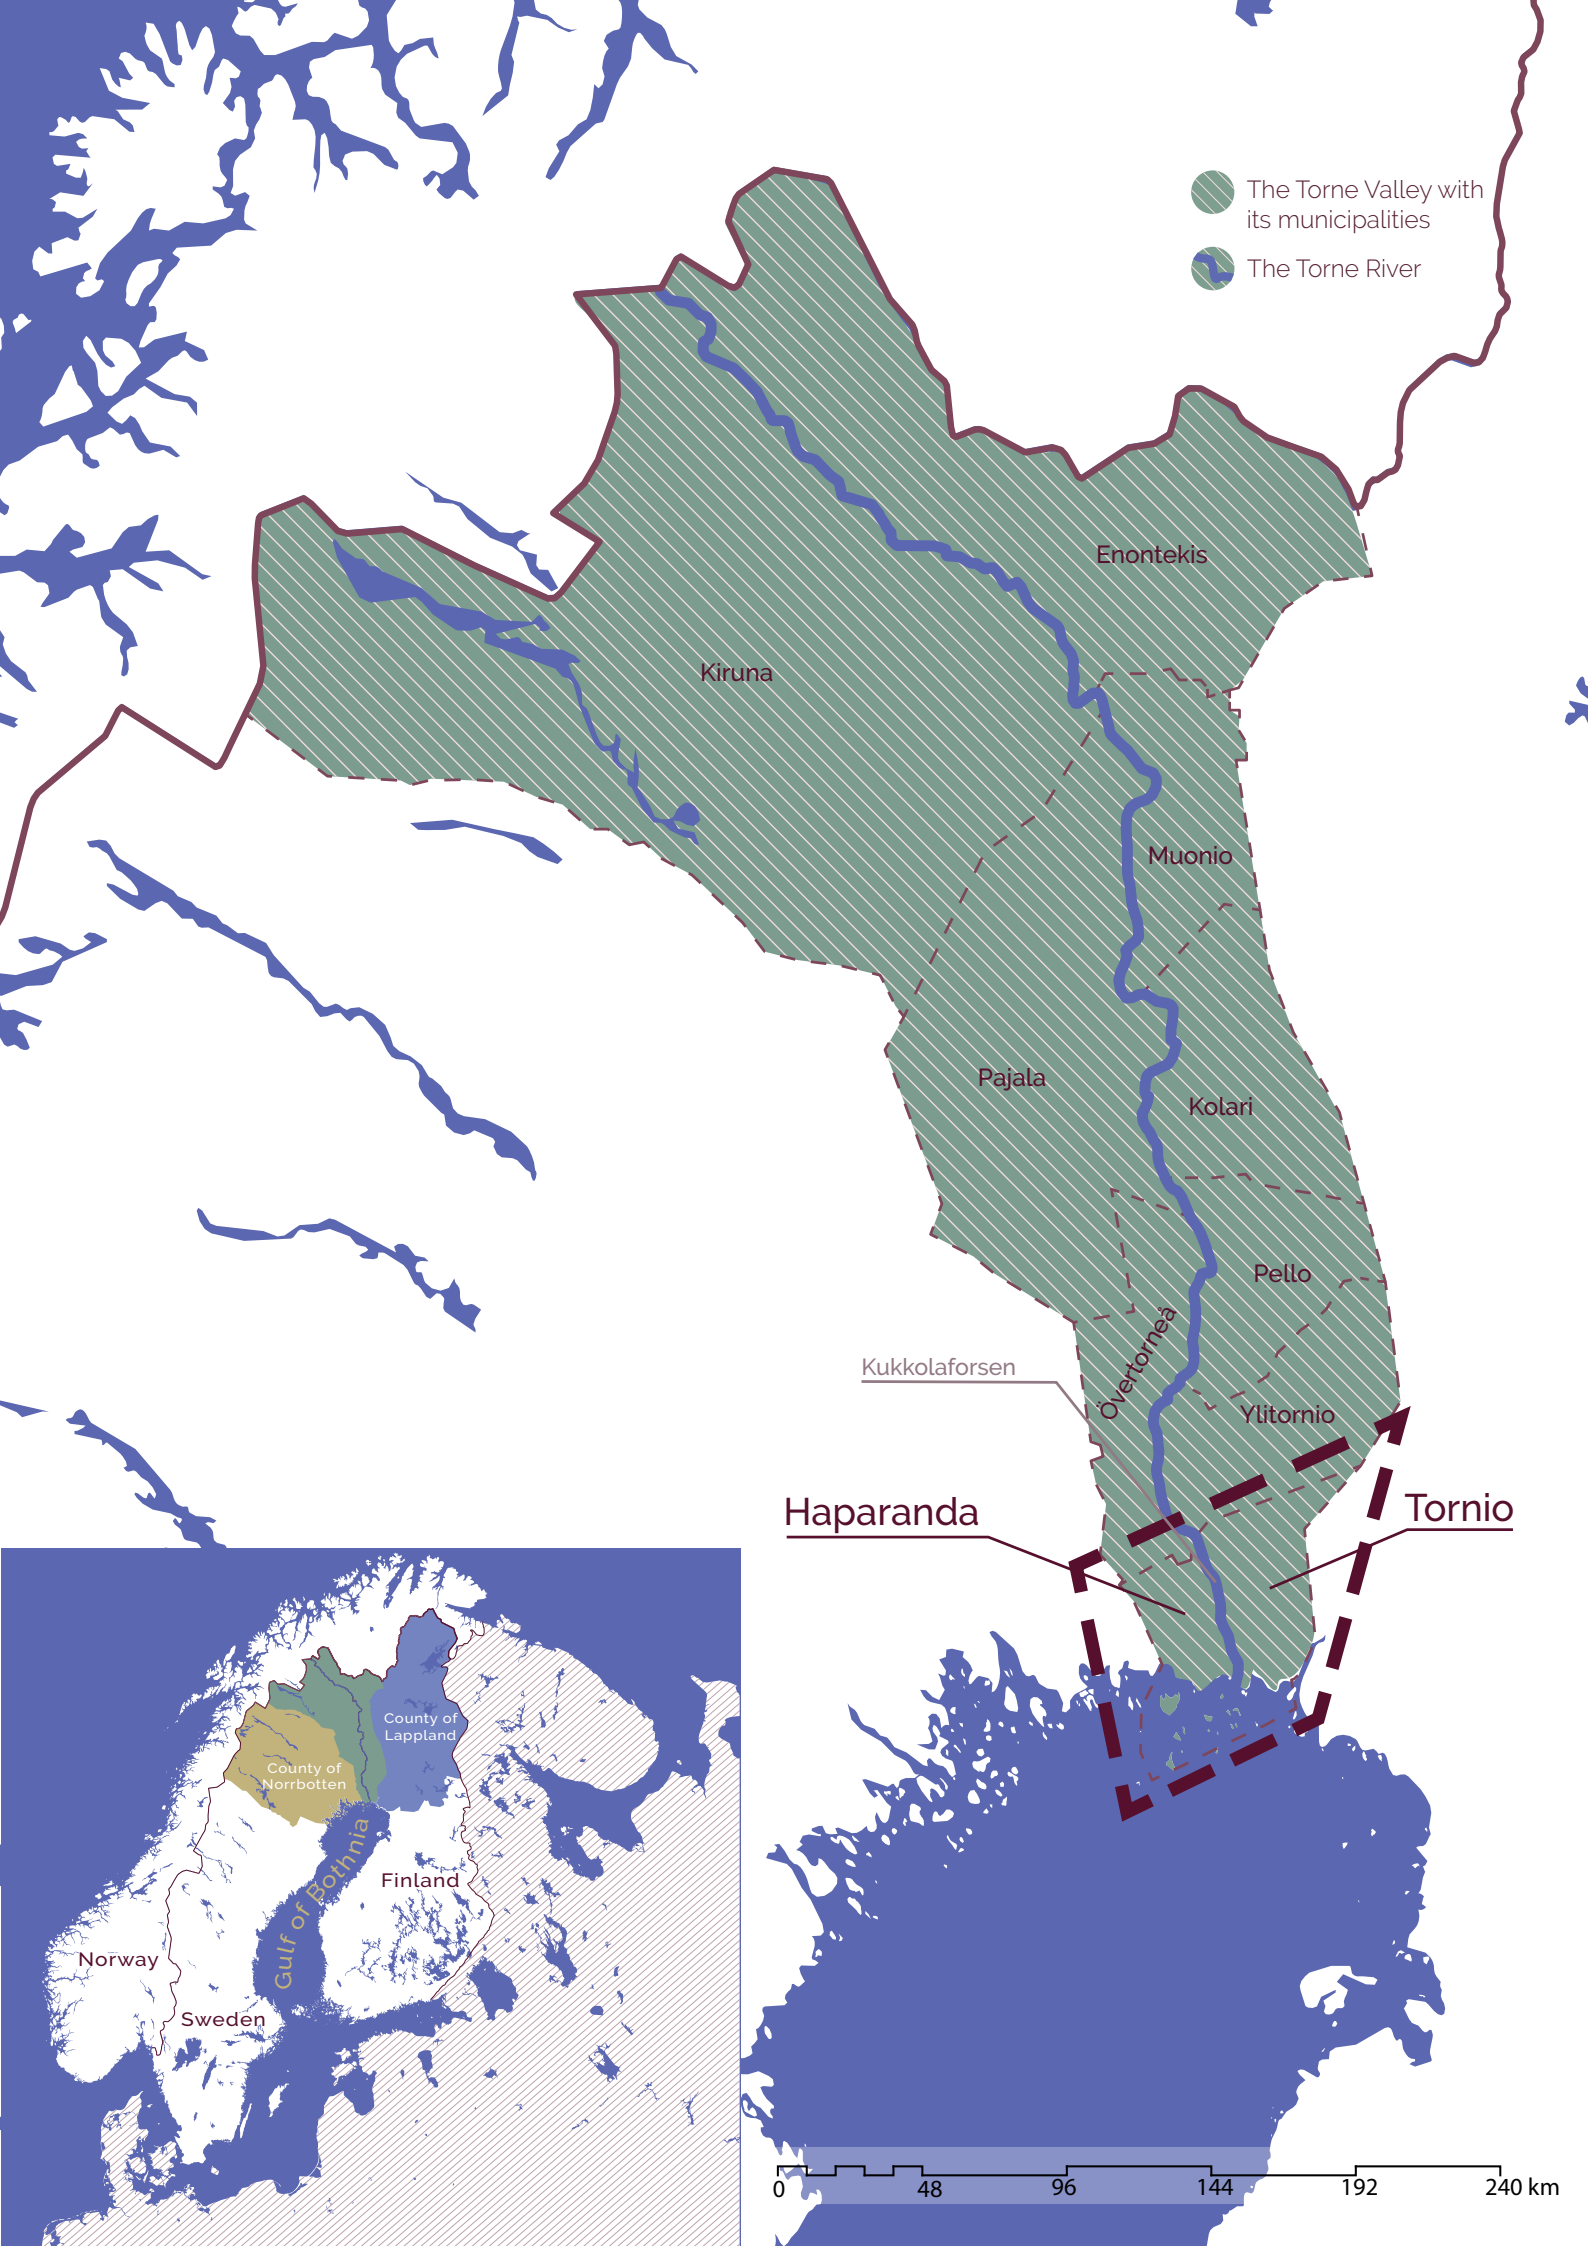 The Torne Valley with
its municipalities
The Torne River
Enontekis
Kiruna
Muonio
Pajala
Kolari
Pello
Övertorneå
Kukkolaforsen
Ylitornio
Haparanda
Tornio
County of
Lappland
County of
Norrbotten
Gulf of Bothnia
Finland
Norway
Sweden
0 48 96 144 192 240 km